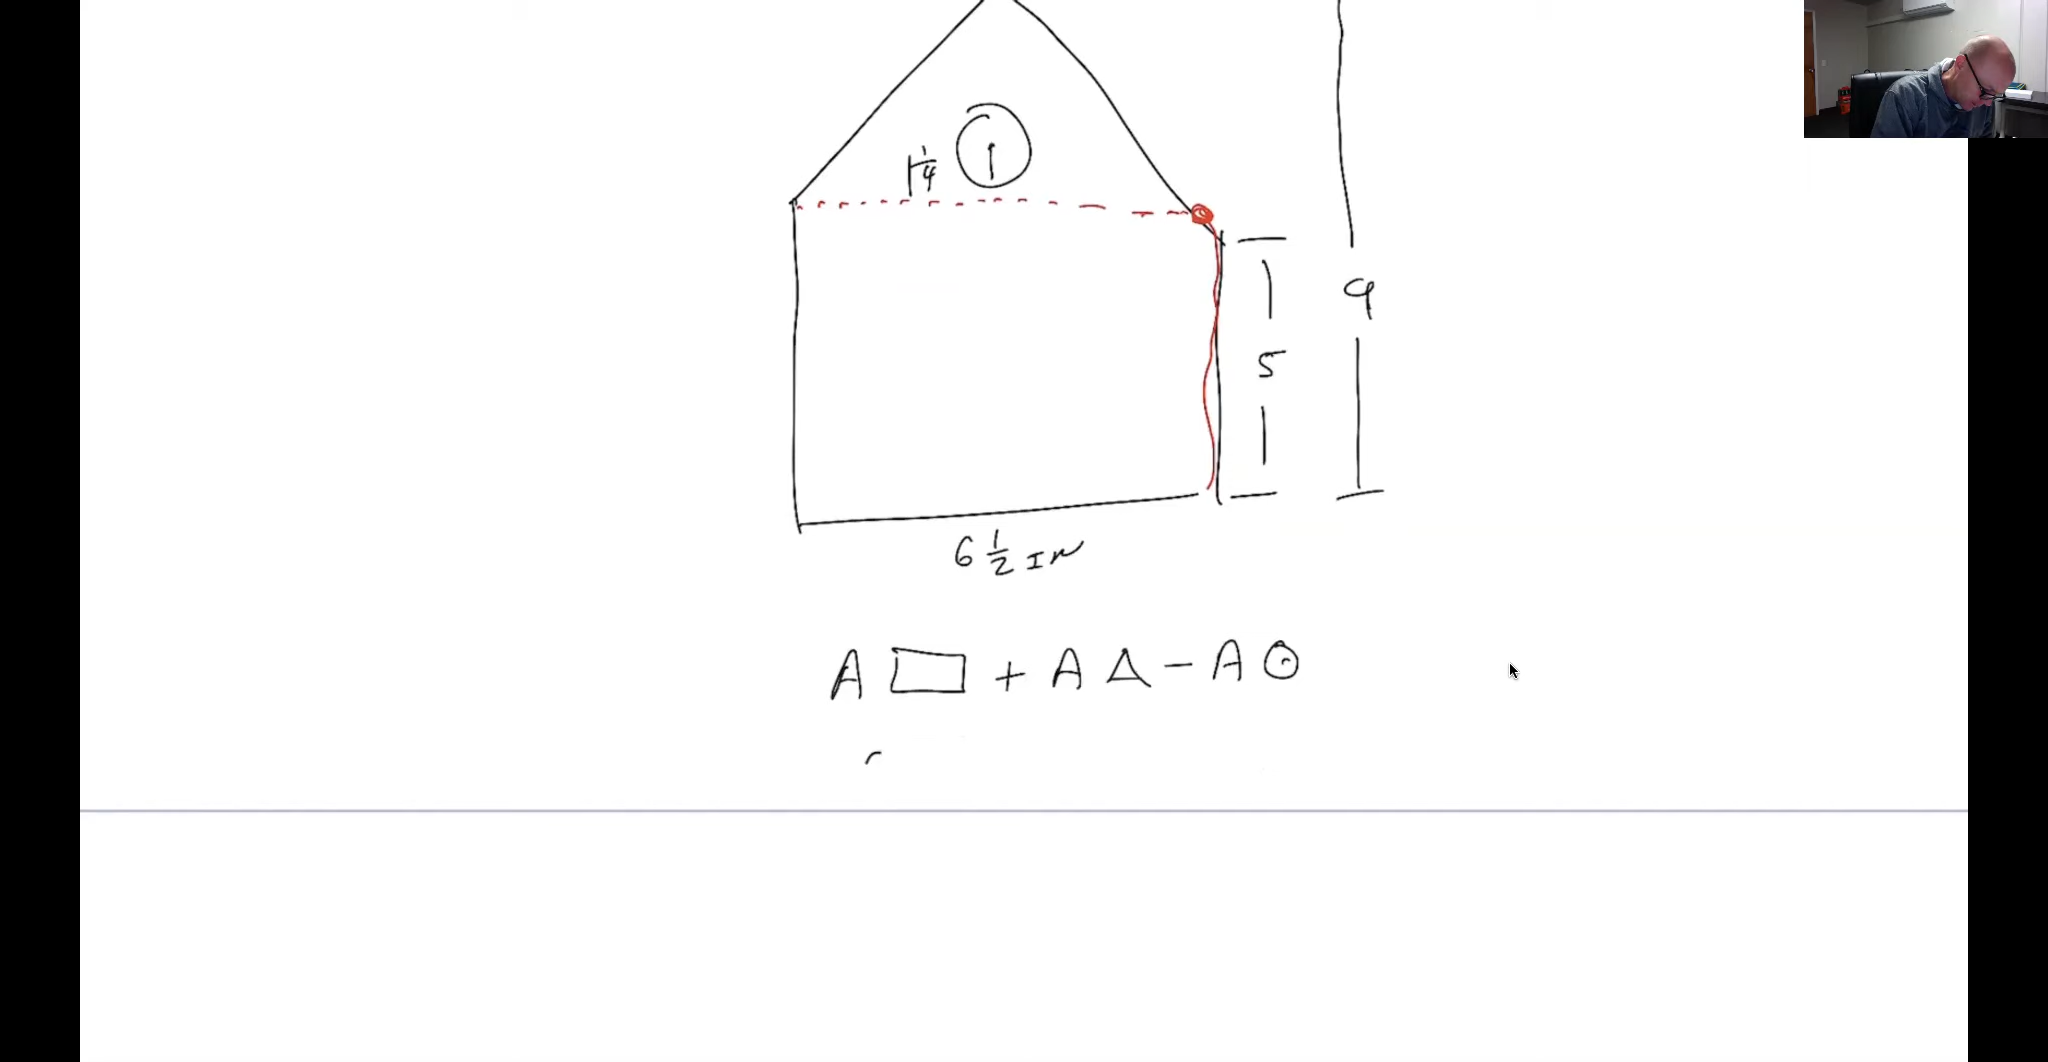 1 1/4
9
5
6 1/2 IN
A ▭ + A △ - A ⊙